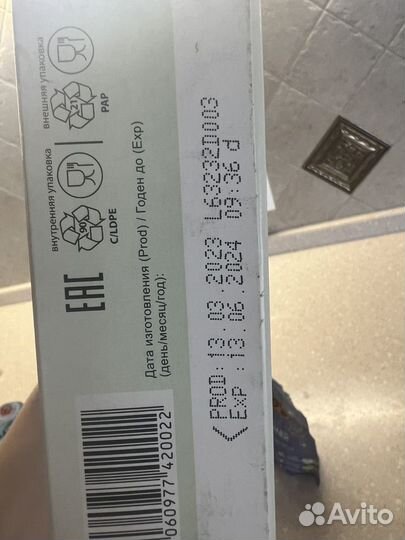 внешняя упаковка
21
PAP
внутренняя упаковка
90
C/LDPE
EAC
Дата изготовления (Prod) / Годен до (Exp)
(день/месяц/год):
PROD: 13 03 .2023 L63232D003
EXP :13. 06 .2024 09:36 d
060977 420022
Avito